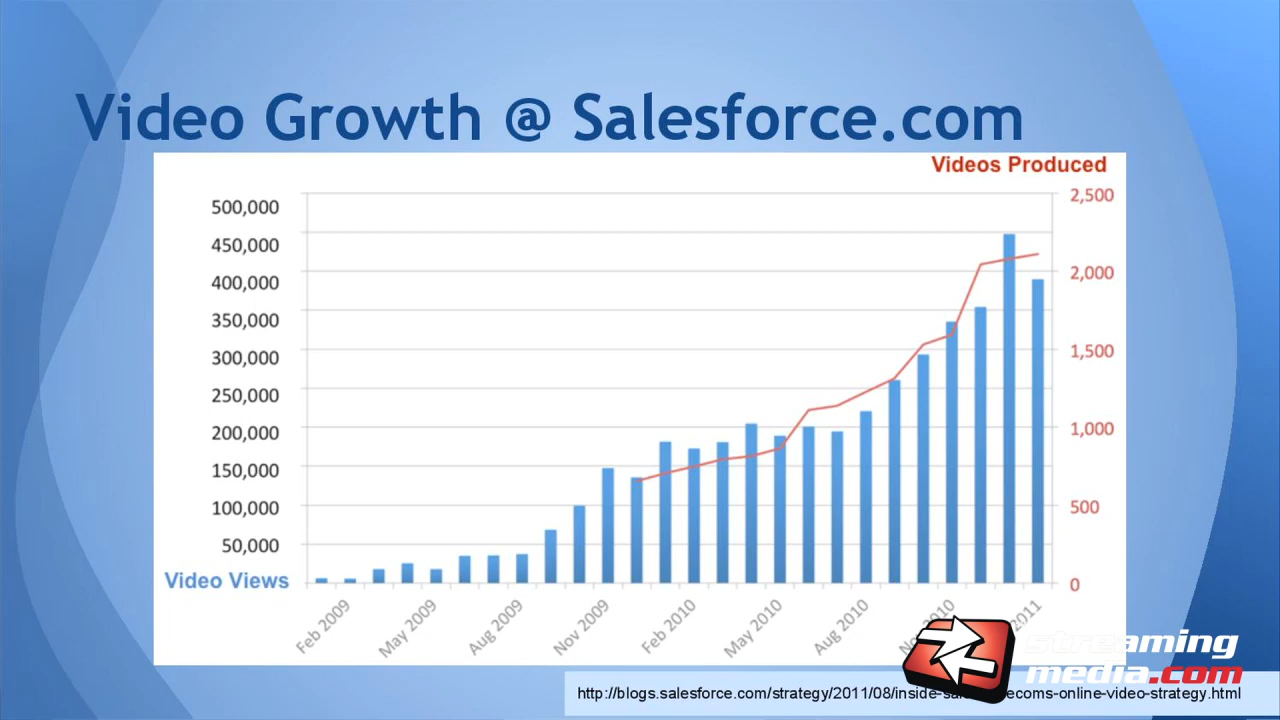 Video Growth @ Salesforce.com
Videos Produced
500,000
450,000
400,000
350,000
300,000
250,000
200,000
150,000
100,000
50,000
Video Views
2,500
2,000
1,500
1,000
500
0
Feb 2009
May 2009
Aug 2009
Nov 2009
Feb 2010
May 2010
Aug 2010
2010
2011
streaming
media.com
http://blogs.salesforce.com/strategy/2011/08/inside-sal ecoms-online-video-strategy.html